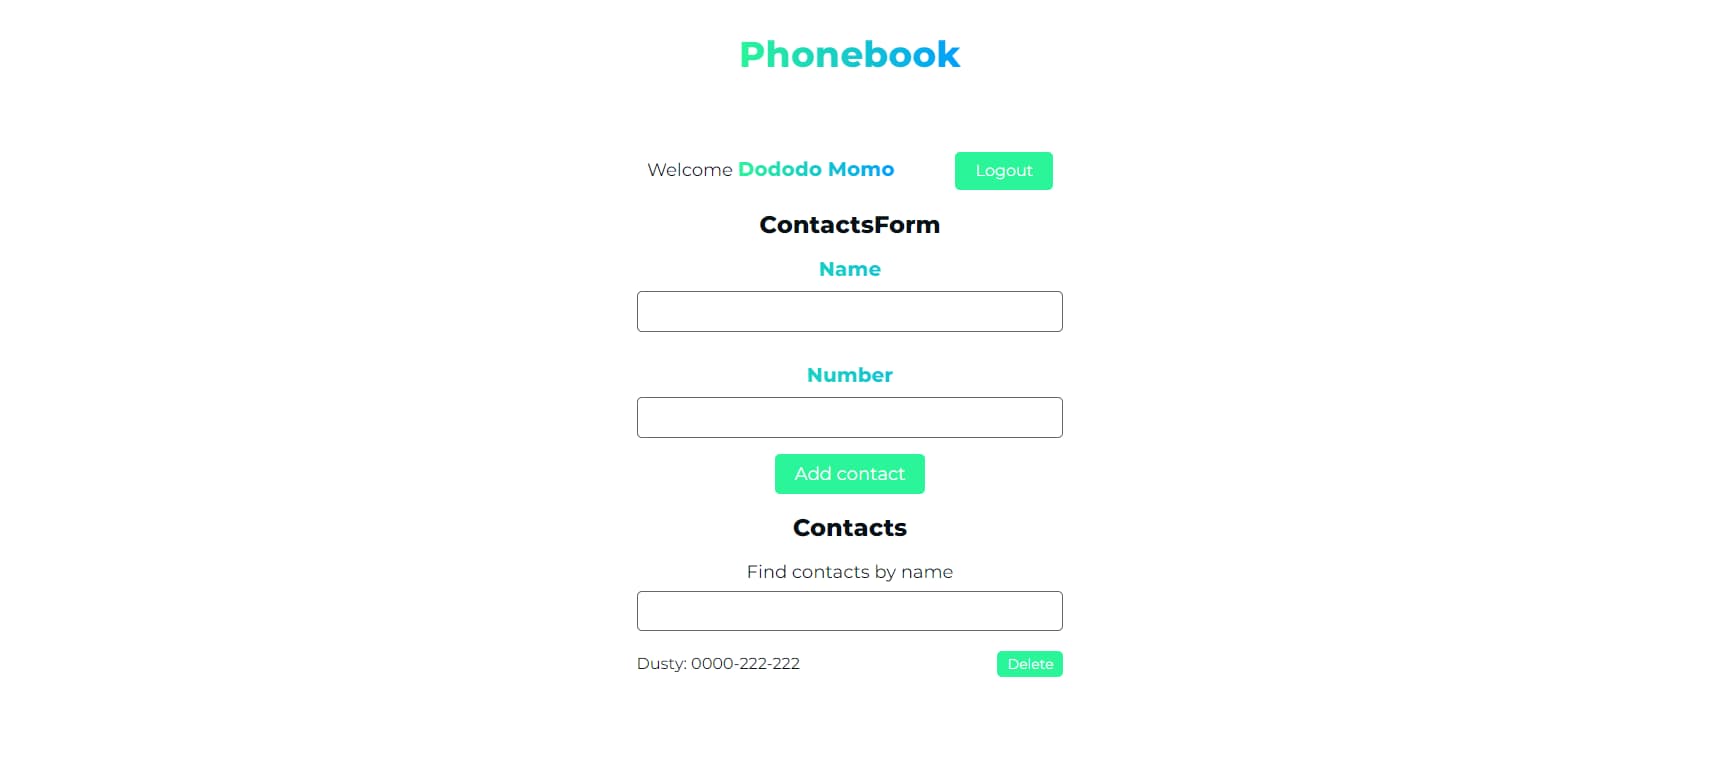 Phonebook
Welcome Dododo Momo Logout
ContactsForm
Name
Number
Add contact
Contacts
Find contacts by name
Dusty: 0000-222-222 Delete